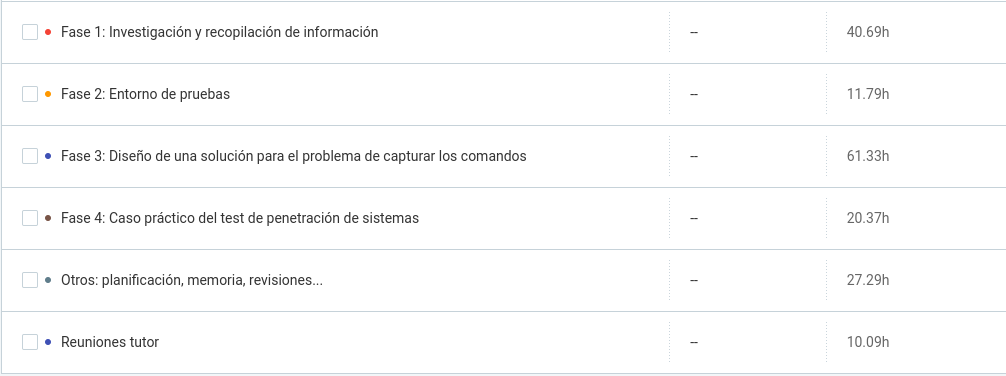 Fase 1: Investigación y recopilación de información -- 40.69h
Fase 2: Entorno de pruebas -- 11.79h
Fase 3: Diseño de una solución para el problema de capturar los comandos -- 61.33h
Fase 4: Caso práctico del test de penetración de sistemas -- 20.37h
Otros: planificación, memoria, revisiones... -- 27.29h
Reuniones tutor -- 10.09h